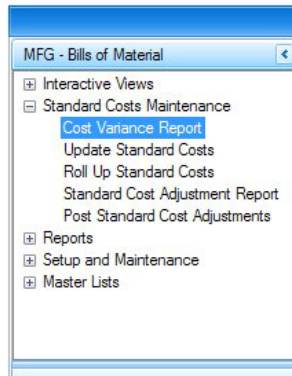 MFG - Bills of Material
Interactive Views
Standard Costs Maintenance
Cost Variance Report
Update Standard Costs
Roll Up Standard Costs
Standard Cost Adjustment Report
Post Standard Cost Adjustments
Reports
Setup and Maintenance
Master Lists